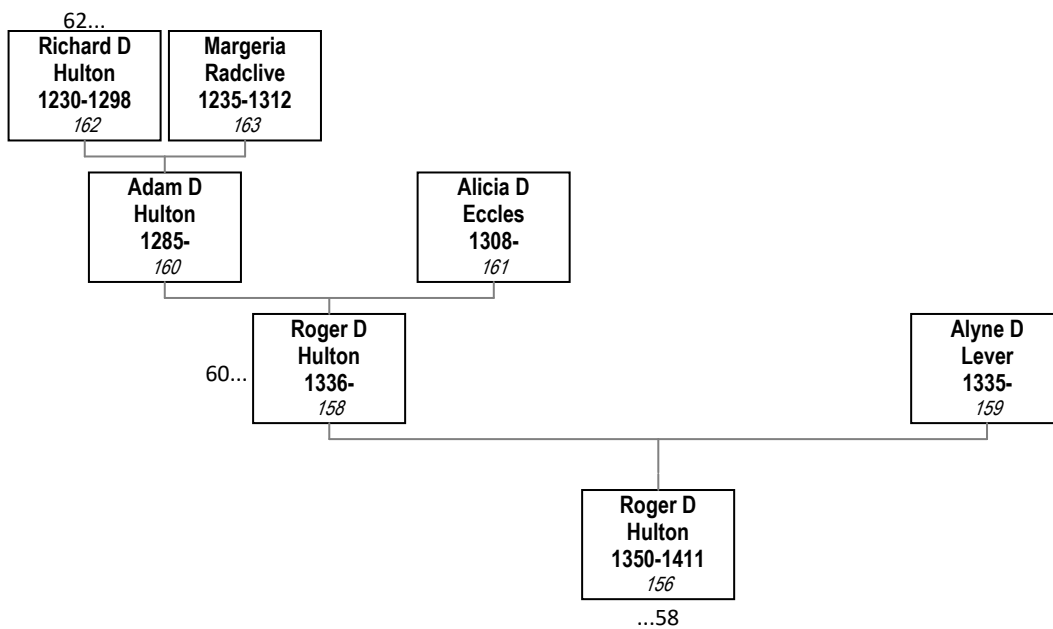 62...
Richard D
Hulton
1230-1298
162
Margeria
Radclive
1235-1312
163
Adam D
Hulton
1285-
160
Alicia D
Eccles
1308-
161
Roger D
Hulton
1336-
158
60...
Alyne D
Lever
1335-
159
Roger D
Hulton
1350-1411
156
...58